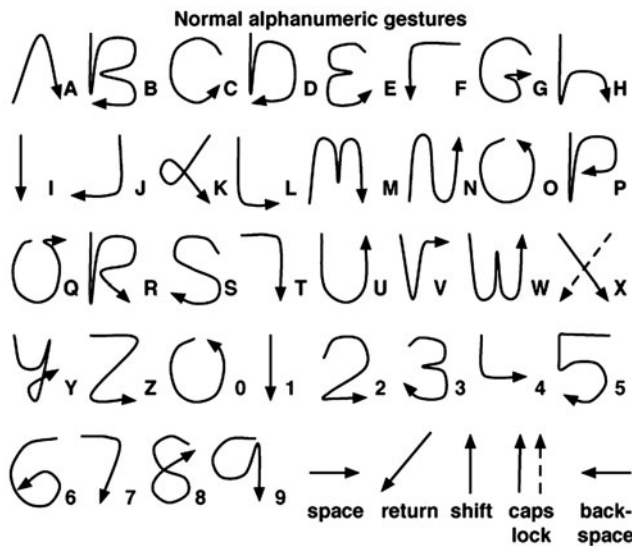 Normal alphanumeric gestures
A B C D E F G H
I J K L M N O P
Q R S T U V W X
Y Z 0 1 2 3 4 5
6 7 8 9 space return shift caps lock back-space